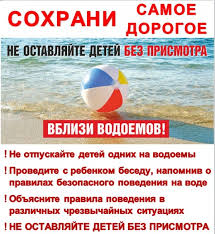 СОХРАНИ САМОЕ ДОРОГОЕ
НЕ ОСТАВЛЯЙТЕ ДЕТЕЙ БЕЗ ПРИСМОТРА
ВБЛИЗИ ВОДОЕМОВ!
! Не отпускайте детей одних на водоемы
! Проведите с ребенком беседу, напомнив о
правилах безопасного поведения на воде
! Объясните правила поведения в
различных чрезвычайных ситуациях
! НЕ ОСТАВЛЯЙТЕ ДЕТЕЙ БЕЗ ПРИСМОТРА